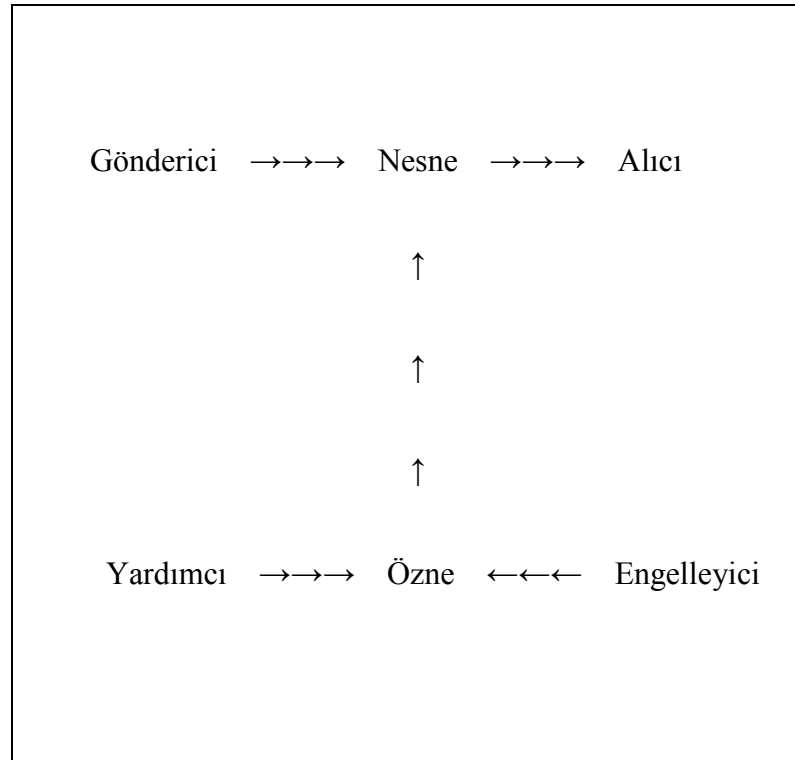 Gönderici →→→ Nesne →→→ Alıcı
↑
↑
↑
Yardımcı →→→ Özne ←←← Engelleyici